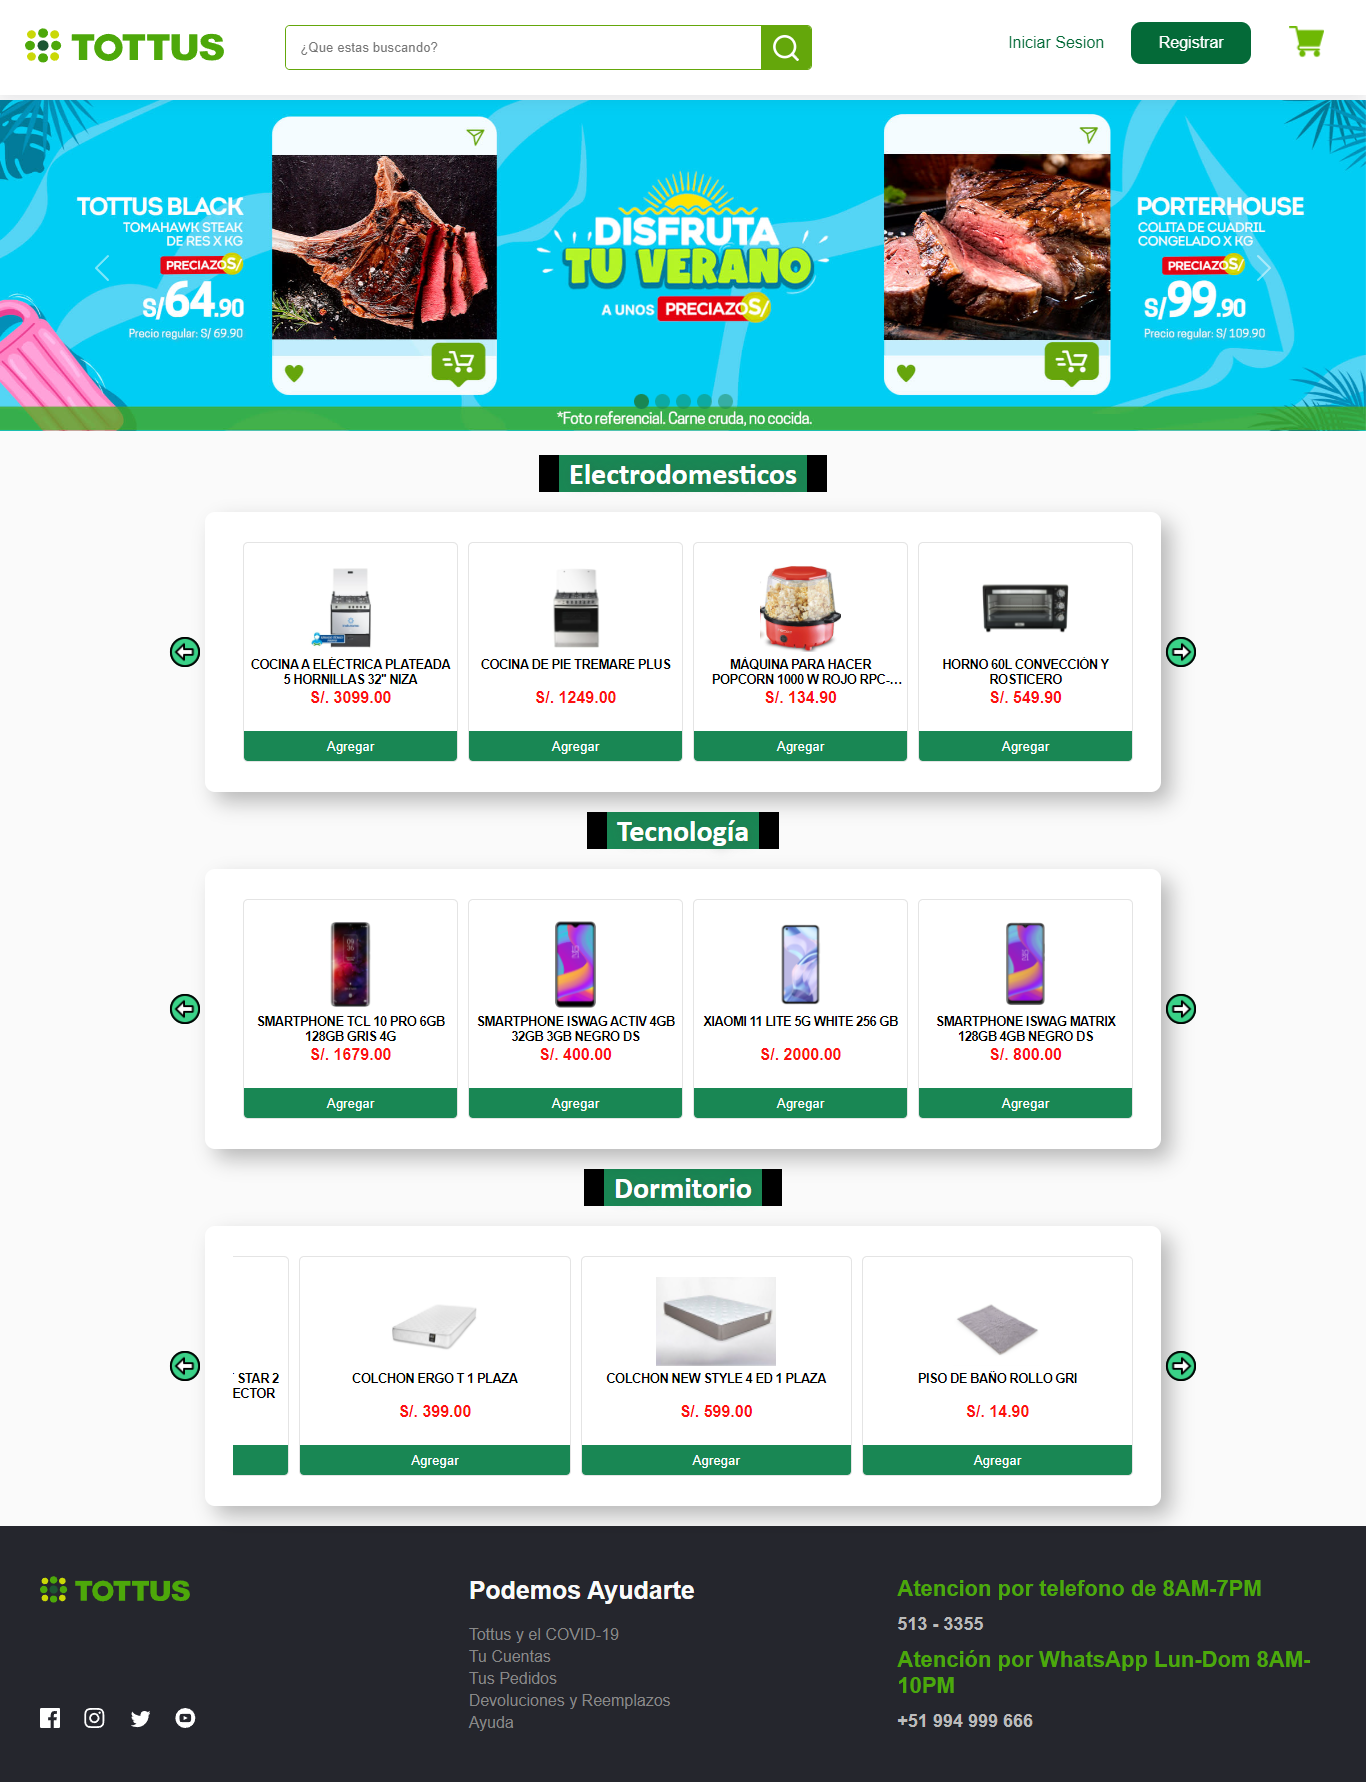 TOTTUS
¿Que estas buscando?
Iniciar Sesion
Registrar
TOTTUS BLACK
TOMAHAWK STEAK
DE RES X KG
PRECIAZO S/
S/64.90
Precio regular: S/ 69.90
DISFRUTA
TU VERANO
A UNOS PRECIAZO S/
PORTERHOUSE
COLITA DE CUADRIL
CONGELADO X KG
PRECIAZO S/
S/99.90
Precio regular: S/ 109.90
*Foto referencial. Carne cruda, no cocida.
Electrodomesticos
COCINA A ELÉCTRICA PLATEADA
5 HORNILLAS 32" NIZA
S/. 3099.00
Agregar
COCINA DE PIE TREMARE PLUS
S/. 1249.00
Agregar
MÁQUINA PARA HACER
POPCORN 1000 W ROJO RPC-...
S/. 134.90
Agregar
HORNO 60L CONVECCIÓN Y
ROSTICERO
S/. 549.90
Agregar
Tecnología
SMARTPHONE TCL 10 PRO 6GB
128GB GRIS 4G
S/. 1679.00
Agregar
SMARTPHONE ISWAG ACTIV 4GB
32GB 3GB NEGRO DS
S/. 400.00
Agregar
XIAOMI 11 LITE 5G WHITE 256 GB
S/. 2000.00
Agregar
SMARTPHONE ISWAG MATRIX
128GB 4GB NEGRO DS
S/. 800.00
Agregar
Dormitorio
STAR 2
ECTOR
COLCHON ERGO T 1 PLAZA
S/. 399.00
Agregar
COLCHON NEW STYLE 4 ED 1 PLAZA
S/. 599.00
Agregar
PISO DE BAÑO ROLLO GRI
S/. 14.90
Agregar
TOTTUS
Podemos Ayudarte
Tottus y el COVID-19
Tu Cuentas
Tus Pedidos
Devoluciones y Reemplazos
Ayuda
Atencion por telefono de 8AM-7PM
513 - 3355
Atención por WhatsApp Lun-Dom 8AM-
10PM
+51 994 999 666